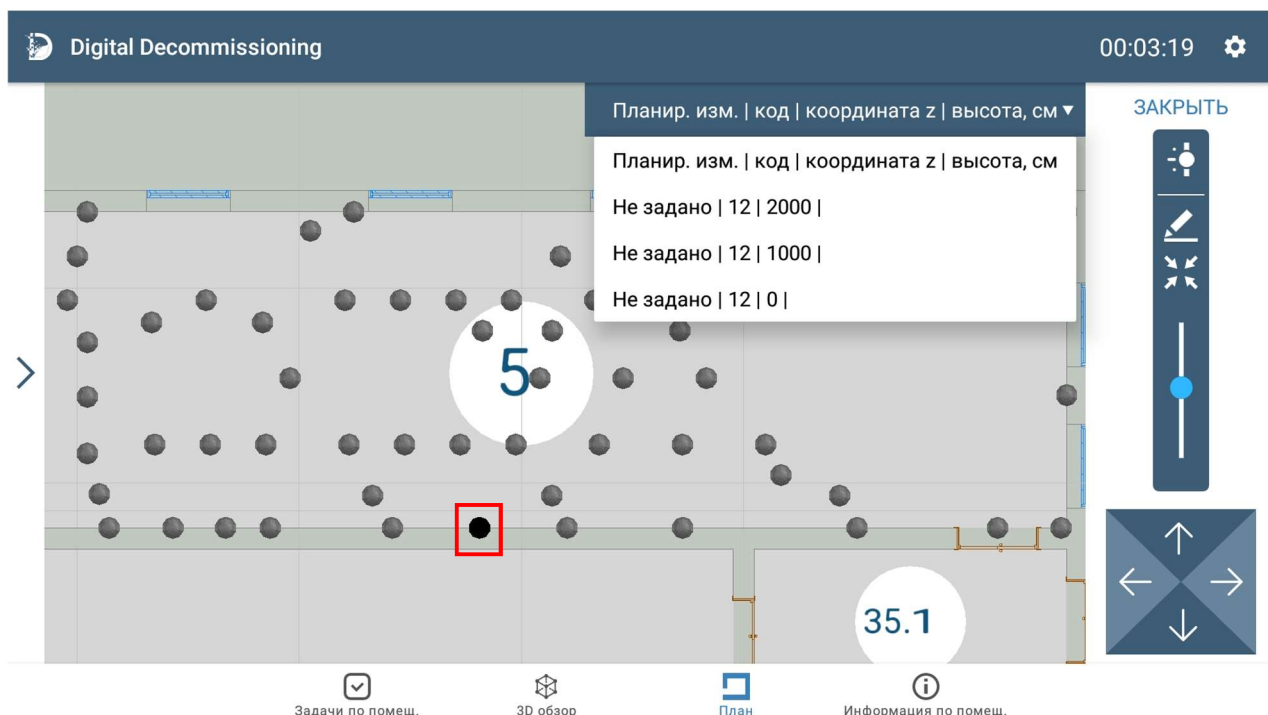 Digital Decommissioning
00:03:19
Планир. изм. | код | координата z | высота, см
ЗАКРЫТЬ
Планир. изм. | код | координата z | высота, см
Не задано | 12 | 2000 |
Не задано | 12 | 1000 |
Не задано | 12 | 0 |
5
35.1
Задачи по помещ.
3D обзор
План
Информация по помещ.